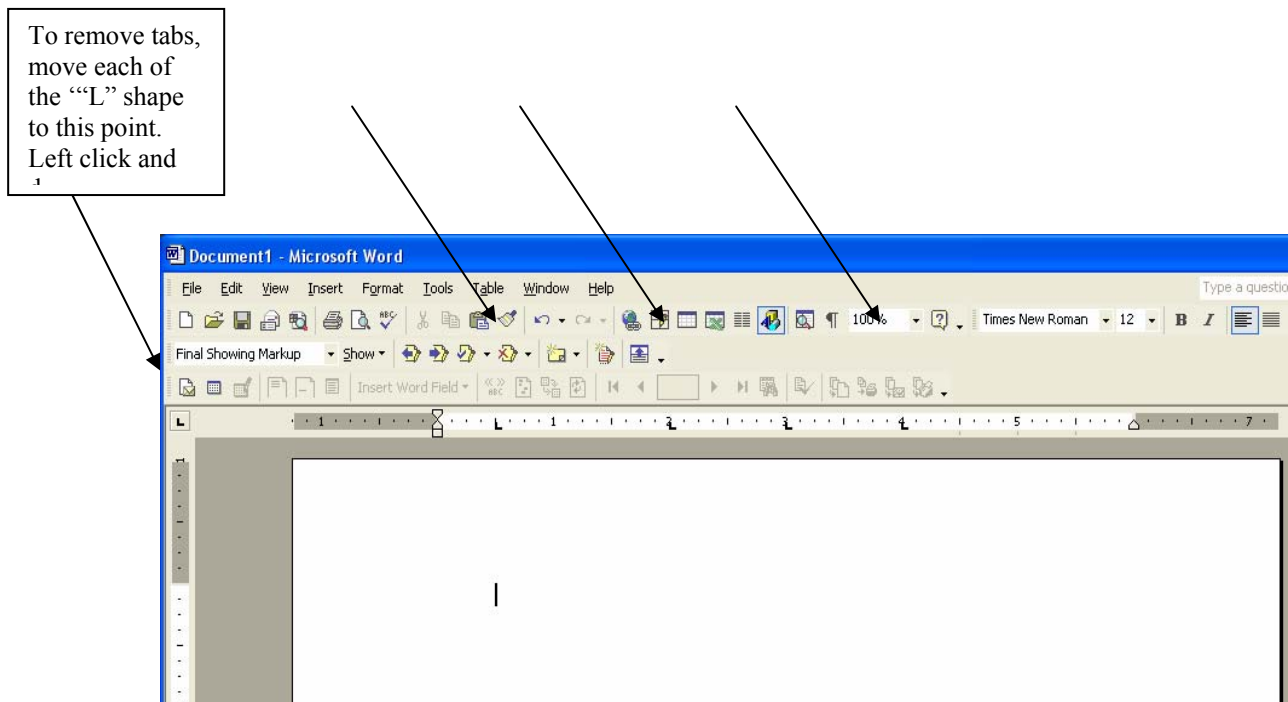 To remove tabs,
move each of
the ‘“L” shape
to this point.
Left click and
Document1 - Microsoft Word
File Edit View Insert Format Tools Table Window Help
Type a questio
ABC
100%
Times New Roman 12 B I
Final Showing Markup Show
Insert Word Field
ABC
L
1 1 2 3 4 5 7